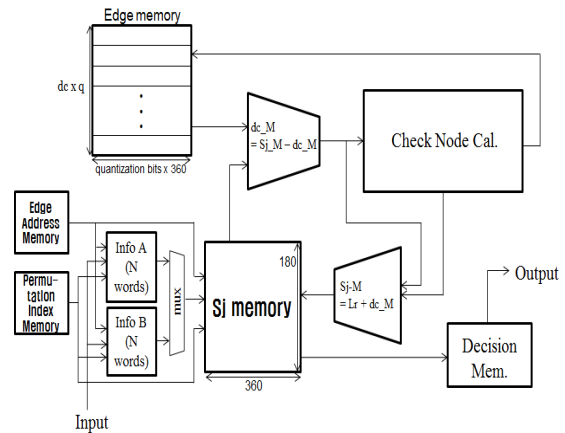 Edge memory
dc x q
quantization bits x 360
dc_M
= Sj_M – dc_M
Check Node Cal.
Edge
Address
Memory
Permu-
tation
Index
Memory
Info A
(N
words)
Info B
(N
words)
mux
Sj memory
180
360
Sj-M
= Lr + dc_M
Decision
Mem.
Output
Input